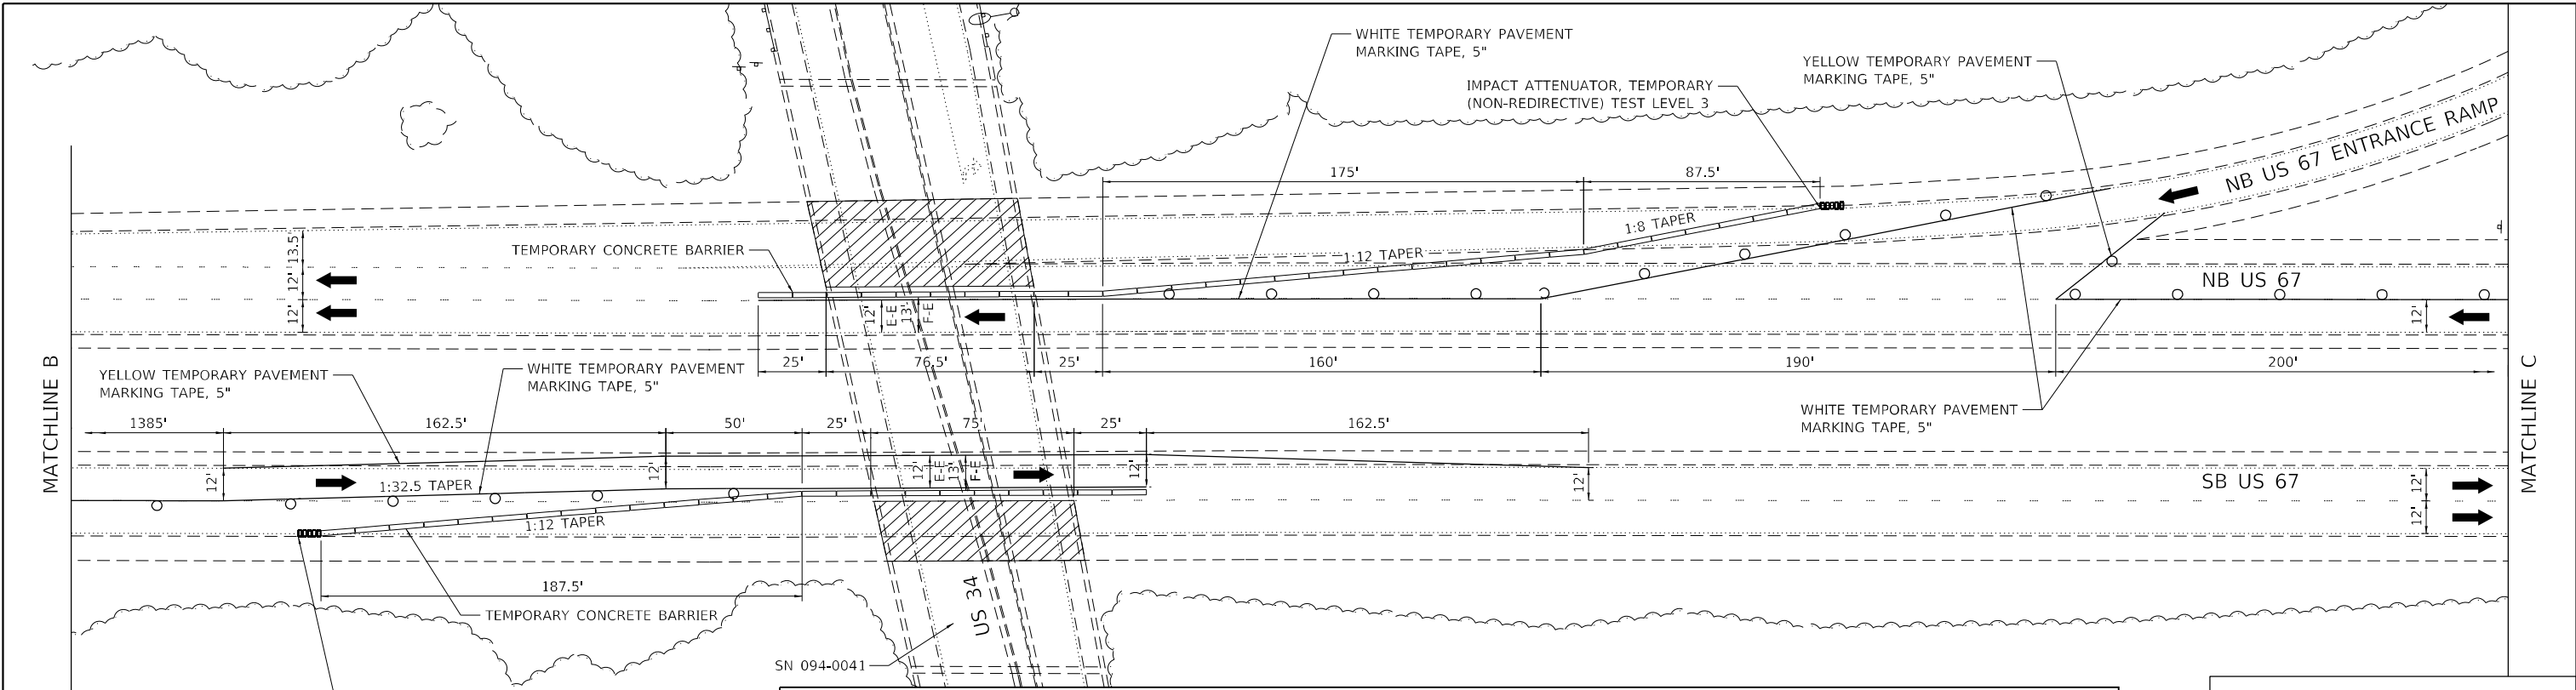 WHITE TEMPORARY PAVEMENT
MARKING TAPE, 5"
YELLOW TEMPORARY PAVEMENT
MARKING TAPE, 5"
IMPACT ATTENUATOR, TEMPORARY
(NON-REDIRECTIVE) TEST LEVEL 3
NB US 67 ENTRANCE RAMP
175'
87.5'
1:8 TAPER
TEMPORARY CONCRETE BARRIER
1:12 TAPER
13.5'
12'
12'
NB US 67
12'
E-E
13'
F-E
12'
25'
76.5'
25'
160'
190'
200'
MATCHLINE B
MATCHLINE C
YELLOW TEMPORARY PAVEMENT
MARKING TAPE, 5"
WHITE TEMPORARY PAVEMENT
MARKING TAPE, 5"
WHITE TEMPORARY PAVEMENT
MARKING TAPE, 5"
1385'
162.5'
50'
25'
75'
25'
162.5'
12'
1:32.5 TAPER
12'
12'
E-E
13'
F-E
12'
12'
SB US 67
12'
12'
1:12 TAPER
187.5'
TEMPORARY CONCRETE BARRIER
US 34
SN 094-0041